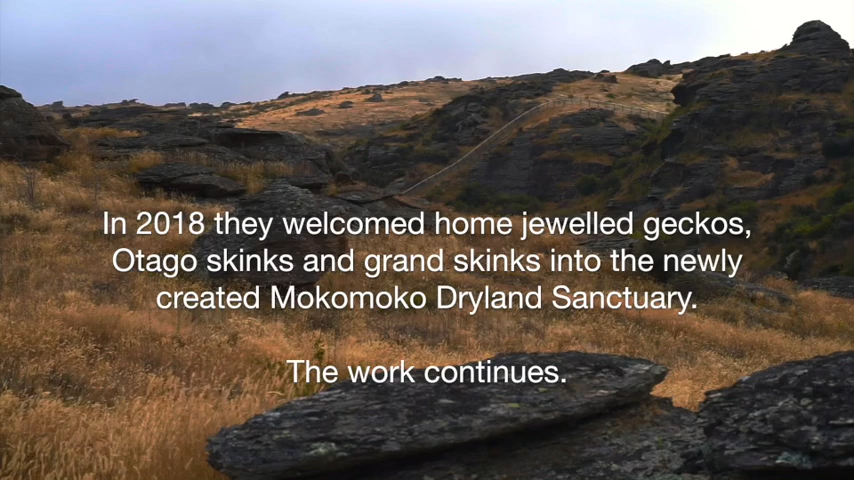 In 2018 they welcomed home jewelled geckos,
Otago skinks and grand skinks into the newly
created Mokomoko Dryland Sanctuary.
The work continues.